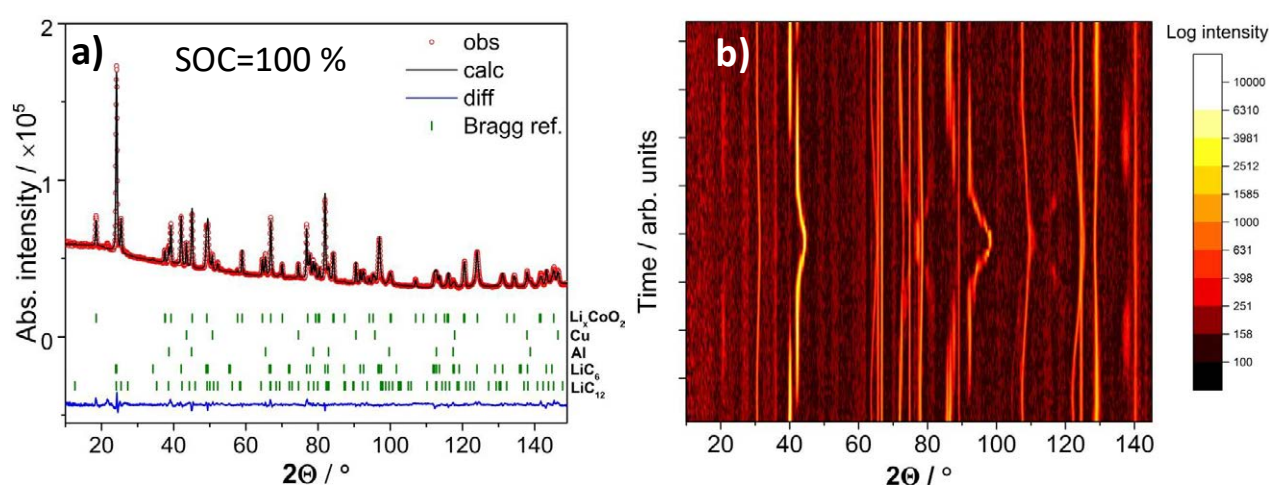 a)
SOC=100 %
obs
calc
diff
Bragg ref.
Abs. intensity / ×10⁵
2
1
0
LiₓCoO₂
Cu
Al
LiC₆
LiC₁₂
20 40 60 80 100 120 140
2Θ / °
b)
Time / arb. units
20 40 60 80 100 120 140
2Θ / °
Log intensity
10000
6310
3981
2512
1585
1000
631
398
251
158
100